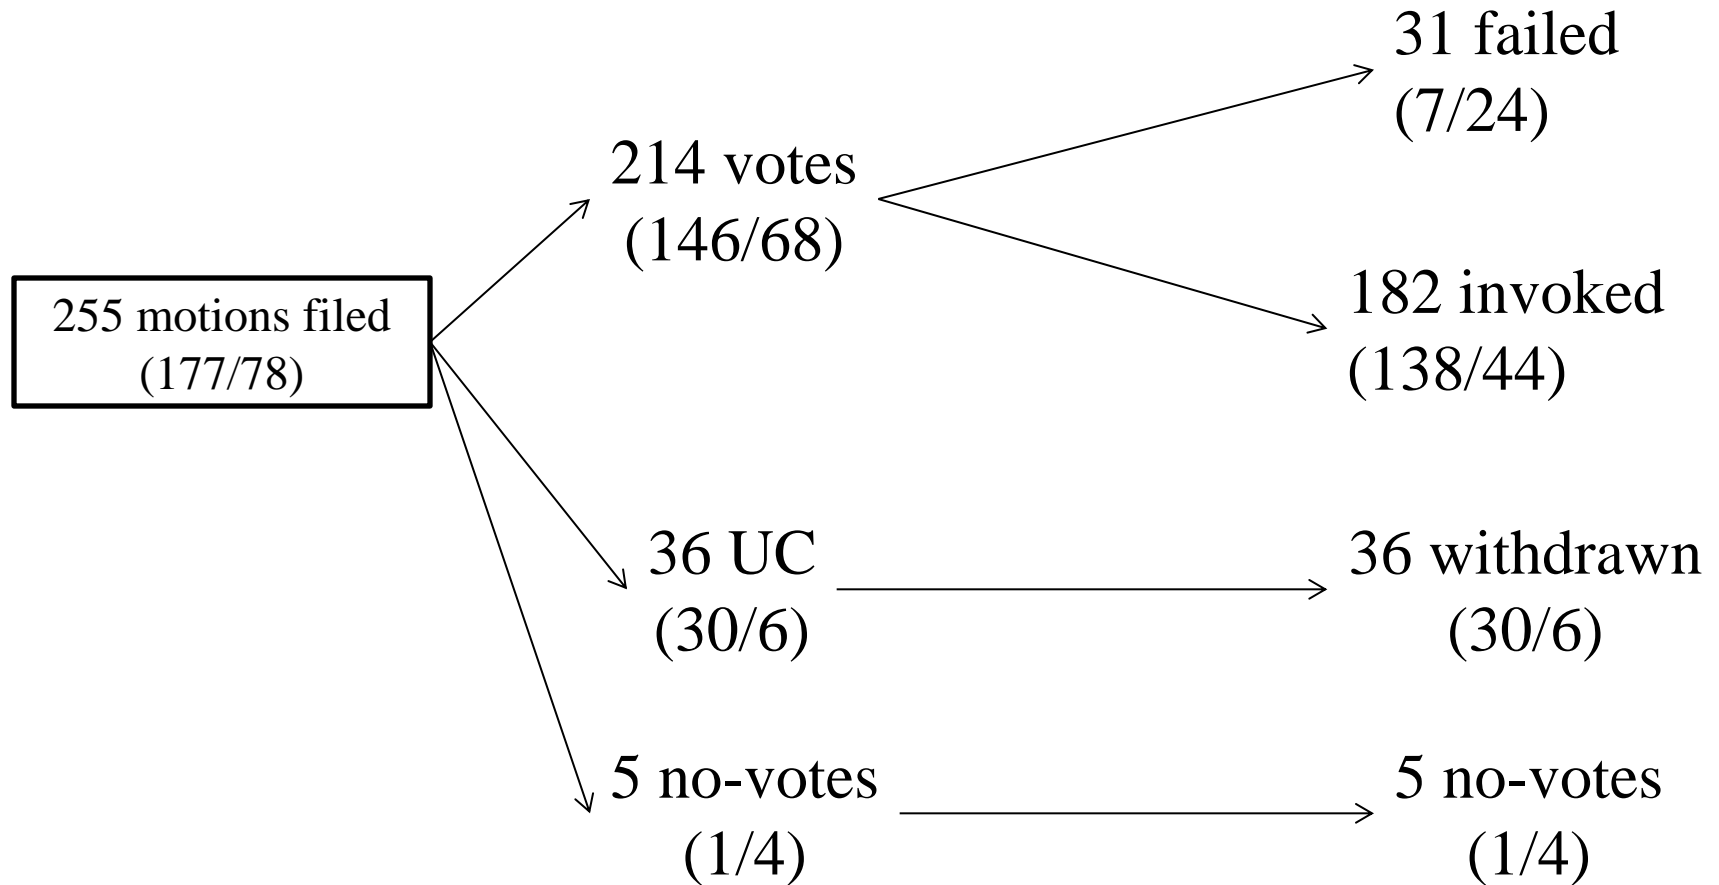 255 motions filed
(177/78)
214 votes
(146/68)
36 UC
(30/6)
5 no-votes
(1/4)
31 failed
(7/24)
182 invoked
(138/44)
36 withdrawn
(30/6)
5 no-votes
(1/4)